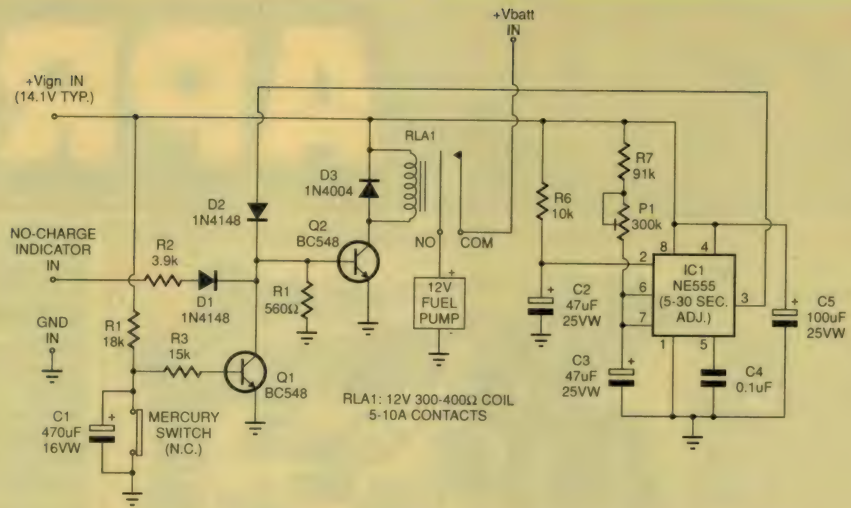 +Vbatt
IN
+Vign IN
(14.1V TYP.)
RLA1
D3
1N4004
D2
1N4148
R7
91k
R6
10k
P1
300k
NO-CHARGE
INDICATOR
IN
R2
3.9k
Q2
BC548
NO
COM
8
4
2
IC1
NE555
(5-30 SEC.
ADJ.)
3
6
7
1
5
D1
1N4148
R1
560Ω
+
12V
FUEL
PUMP
-
C2
47uF
25VW
+
C5
100uF
25VW
+
GND
IN
R1
18k
R3
15k
Q1
BC548
C3
47uF
25VW
+
C4
0.1uF
RLA1: 12V 300-400Ω COIL
5-10A CONTACTS
C1
470uF
16VW
+
MERCURY
SWITCH
(N.C.)